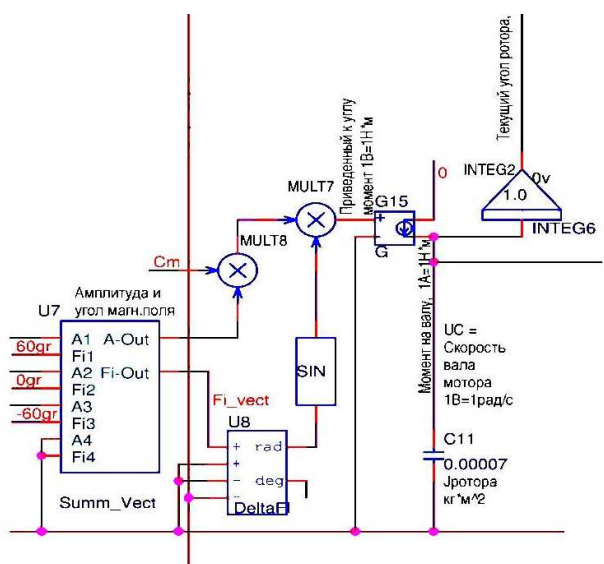 Текущий угол ротора,
INTEG2
0v
1.0
INTEG6
Приведенный к углу
момент 1В=1Н*м
0
G15
+
-
G
MULT7
MULT8
Cm
Амплитуда и
угол магн.поля
U7
A1 A-Out
60gr
Fi1
A2 Fi-Out
0gr
Fi2
A3
-60gr
Fi3
A4
Fi4
Summ_Vect
Fi_vect
U8
+ rad
+
- deg
-
DeltaFI
SIN
Момент на валу, 1А=1Н*м
UC =
Скорость
вала
мотора
1В=1рад/с
C11
0.00007
Jротора
кг*м^2